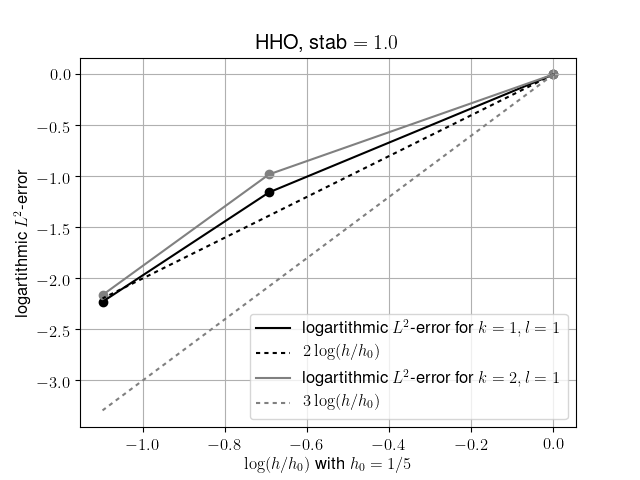 HHO, stab = 1.0
0.0
−0.5
−1.0
−1.5
−2.0
−2.5
−3.0
logartithmic L²-error
logartithmic L²-error for k = 1, l = 1
2 log(h/h₀)
logartithmic L²-error for k = 2, l = 1
3 log(h/h₀)
−1.0 −0.8 −0.6 −0.4 −0.2 0.0
log(h/h₀) with h₀ = 1/5